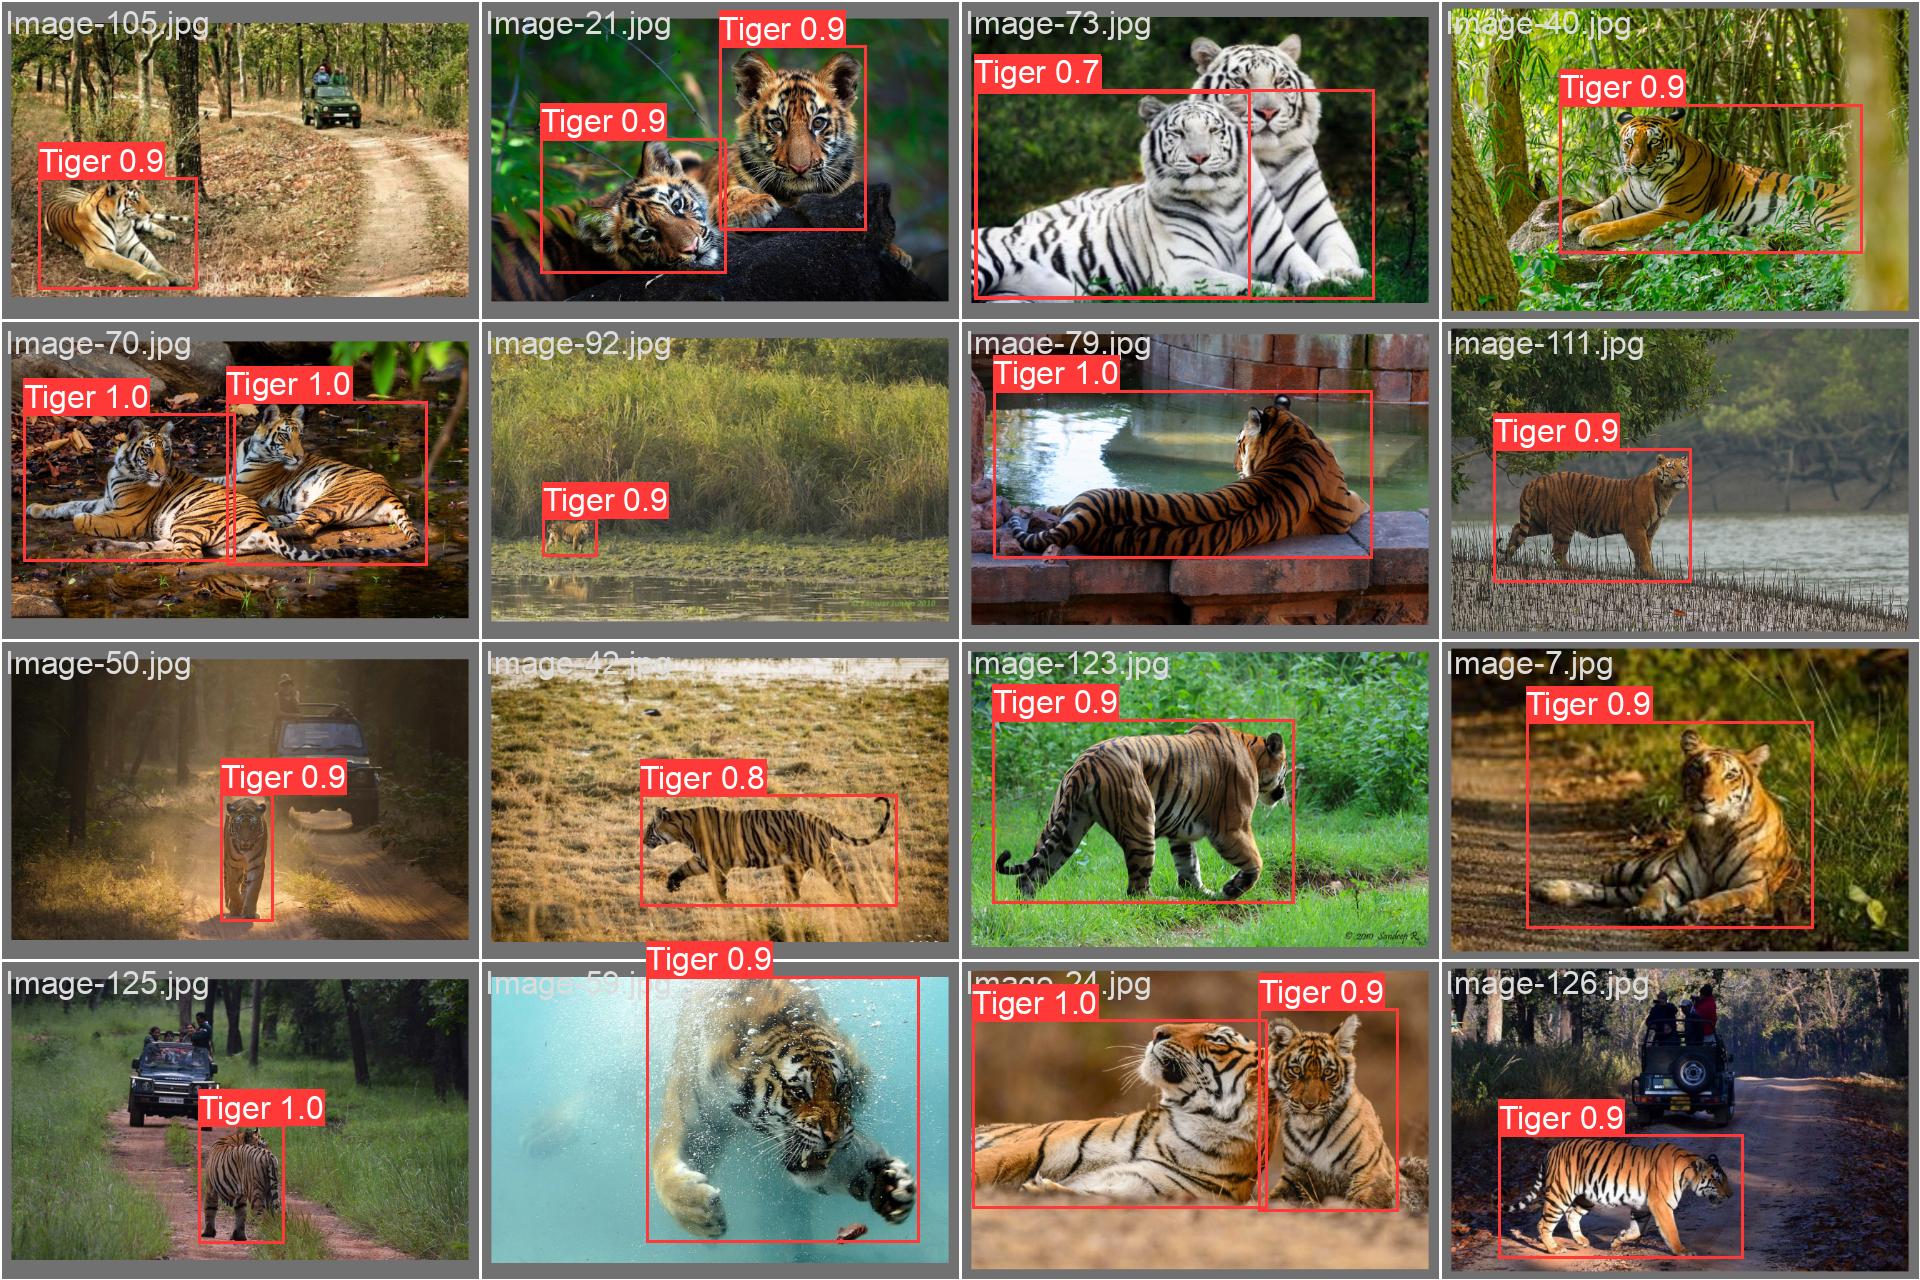 Image-105.jpg
Tiger 0.9
Image-21.jpg
Tiger 0.9
Tiger 0.9
Image-73.jpg
Tiger 0.7
Image-40.jpg
Tiger 0.9
Image-70.jpg
Tiger 1.0
Tiger 1.0
Image-92.jpg
Tiger 0.9
Image-79.jpg
Tiger 1.0
Image-111.jpg
Tiger 0.9
Image-50.jpg
Tiger 0.9
Image-42.jpg
Tiger 0.8
Image-123.jpg
Tiger 0.9
© 2010 Sandeep R.
Image-7.jpg
Tiger 0.9
Image-125.jpg
Tiger 1.0
Image-59.jpg
Tiger 0.9
Image-24.jpg
Tiger 1.0
Tiger 0.9
Image-126.jpg
Tiger 0.9